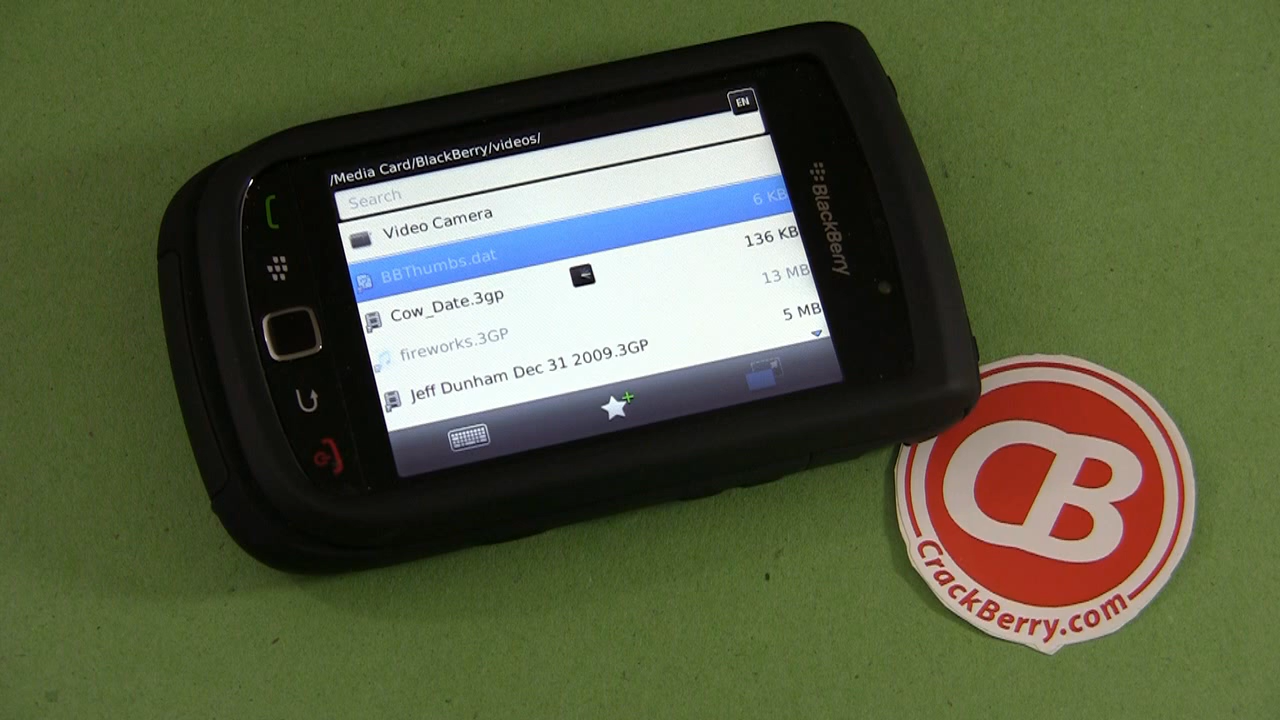 EN
/Media Card/BlackBerry/videos/
Search
Video Camera
BBThumbs.dat 6 KB
Cow_Date.3gp 136 KB
fireworks.3GP 13 MB
Jeff Dunham Dec 31 2009.3GP 5 MB
BlackBerry
CB
CrackBerry.com